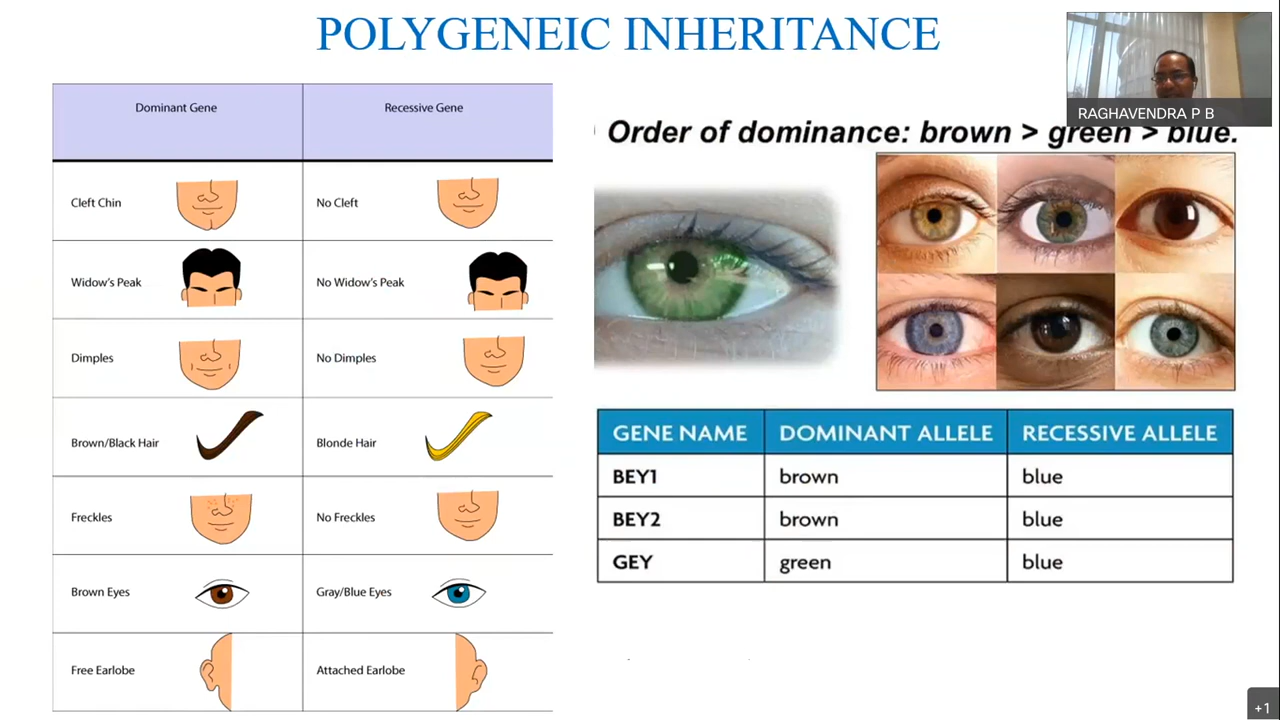 POLYGENEIC INHERITANCE
RAGHAVENDRA P B
Dominant Gene Recessive Gene
Cleft Chin No Cleft
Widow's Peak No Widow's Peak
Dimples No Dimples
Brown/Black Hair Blonde Hair
Freckles No Freckles
Brown Eyes Gray/Blue Eyes
Free Earlobe Attached Earlobe
Order of dominance: brown > green > blue.
GENE NAME DOMINANT ALLELE RECESSIVE ALLELE
BEY1 brown blue
BEY2 brown blue
GEY green blue
+1